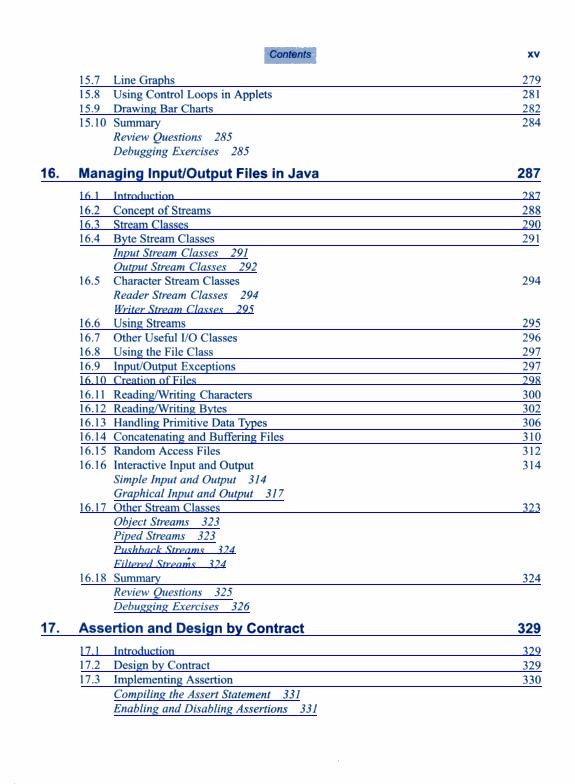 Contents xv
15.7 Line Graphs 279
15.8 Using Control Loops in Applets 281
15.9 Drawing Bar Charts 282
15.10 Summary 284
Review Questions 285
Debugging Exercises 285
16. Managing Input/Output Files in Java 287
16.1 Introduction 287
16.2 Concept of Streams 288
16.3 Stream Classes 290
16.4 Byte Stream Classes 291
Input Stream Classes 291
Output Stream Classes 292
16.5 Character Stream Classes 294
Reader Stream Classes 294
Writer Stream Classes 295
16.6 Using Streams 295
16.7 Other Useful I/O Classes 296
16.8 Using the File Class 297
16.9 Input/Output Exceptions 297
16.10 Creation of Files 298
16.11 Reading/Writing Characters 300
16.12 Reading/Writing Bytes 302
16.13 Handling Primitive Data Types 306
16.14 Concatenating and Buffering Files 310
16.15 Random Access Files 312
16.16 Interactive Input and Output 314
Simple Input and Output 314
Graphical Input and Output 317
16.17 Other Stream Classes 323
Object Streams 323
Piped Streams 323
Pushback Streams 324
Filtered Streams 324
16.18 Summary 324
Review Questions 325
Debugging Exercises 326
17. Assertion and Design by Contract 329
17.1 Introduction 329
17.2 Design by Contract 329
17.3 Implementing Assertion 330
Compiling the Assert Statement 331
Enabling and Disabling Assertions 331